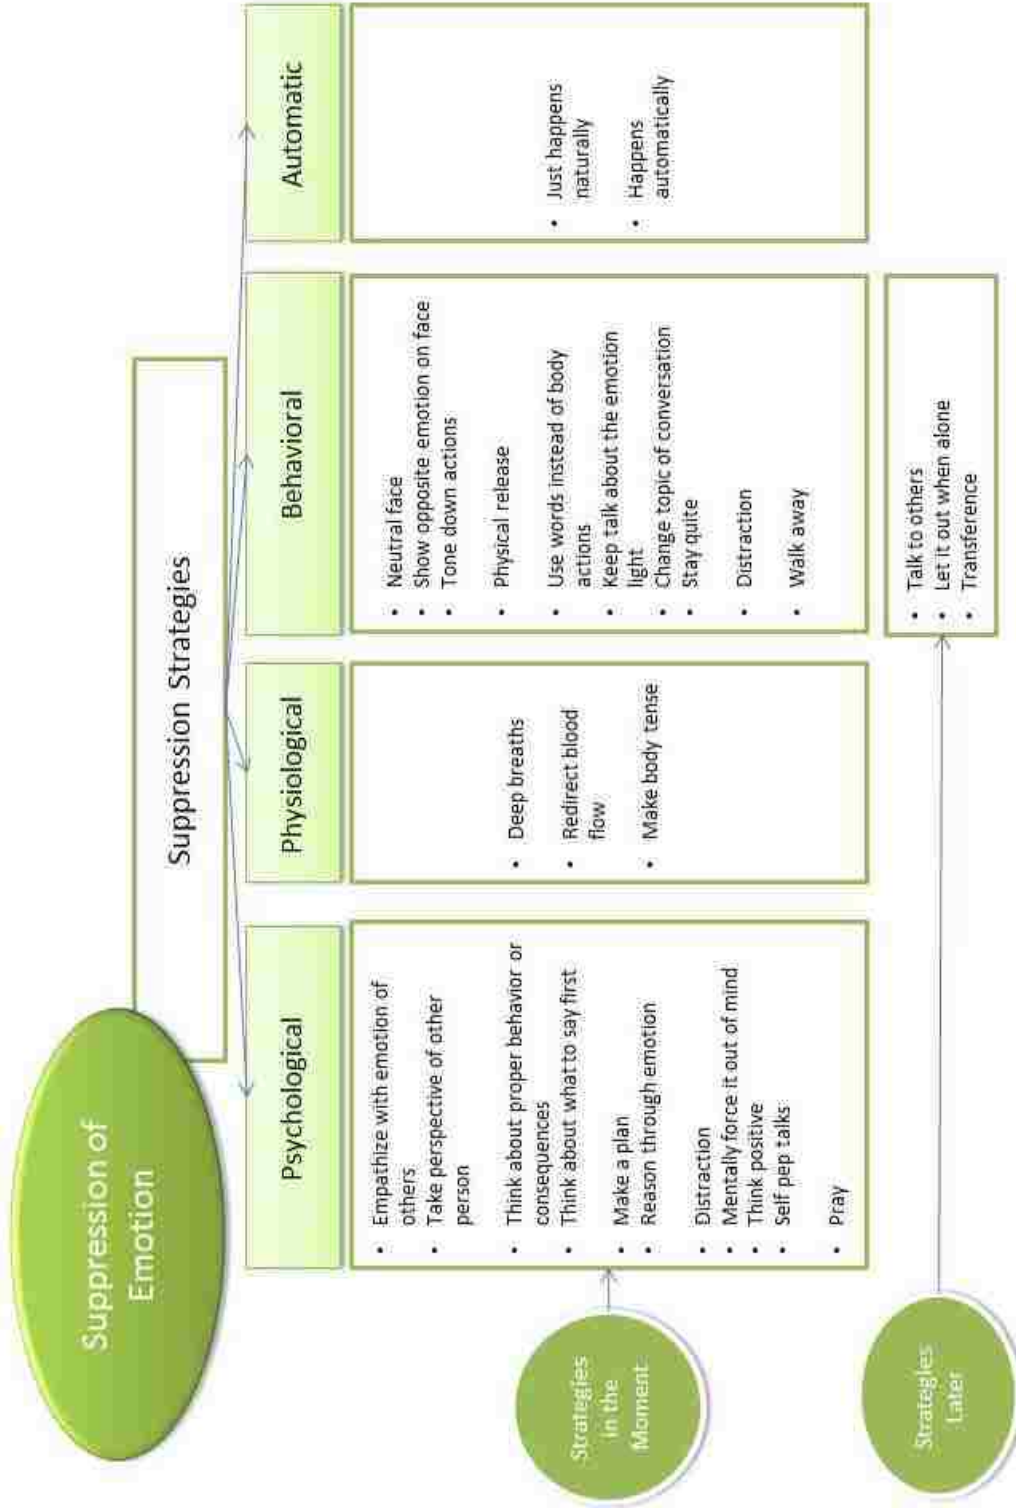 Suppression of
Emotion
Suppression Strategies
Psychological
Physiological
Behavioral
Automatic
Strategies
in the
Moment
• Empathize with emotion of
others
• Take perspective of other
person
• Think about proper behavior or
consequences
• Think about what to say first
• Make a plan
• Reason through emotion
• Distraction
• Mentally force it out of mind
• Think positive
• Self pep talks
• Pray
• Deep breaths
• Redirect blood
flow
• Make body tense
• Neutral face
• Show opposite emotion on face
• Tone down actions
• Physical release
• Use words instead of body
actions
• Keep talk about the emotion
light
• Change topic of conversation
• Stay quite
• Distraction
• Walk away
• Just happens
naturally
• Happens
automatically
Strategies
Later
• Talk to others
• Let it out when alone
• Transference